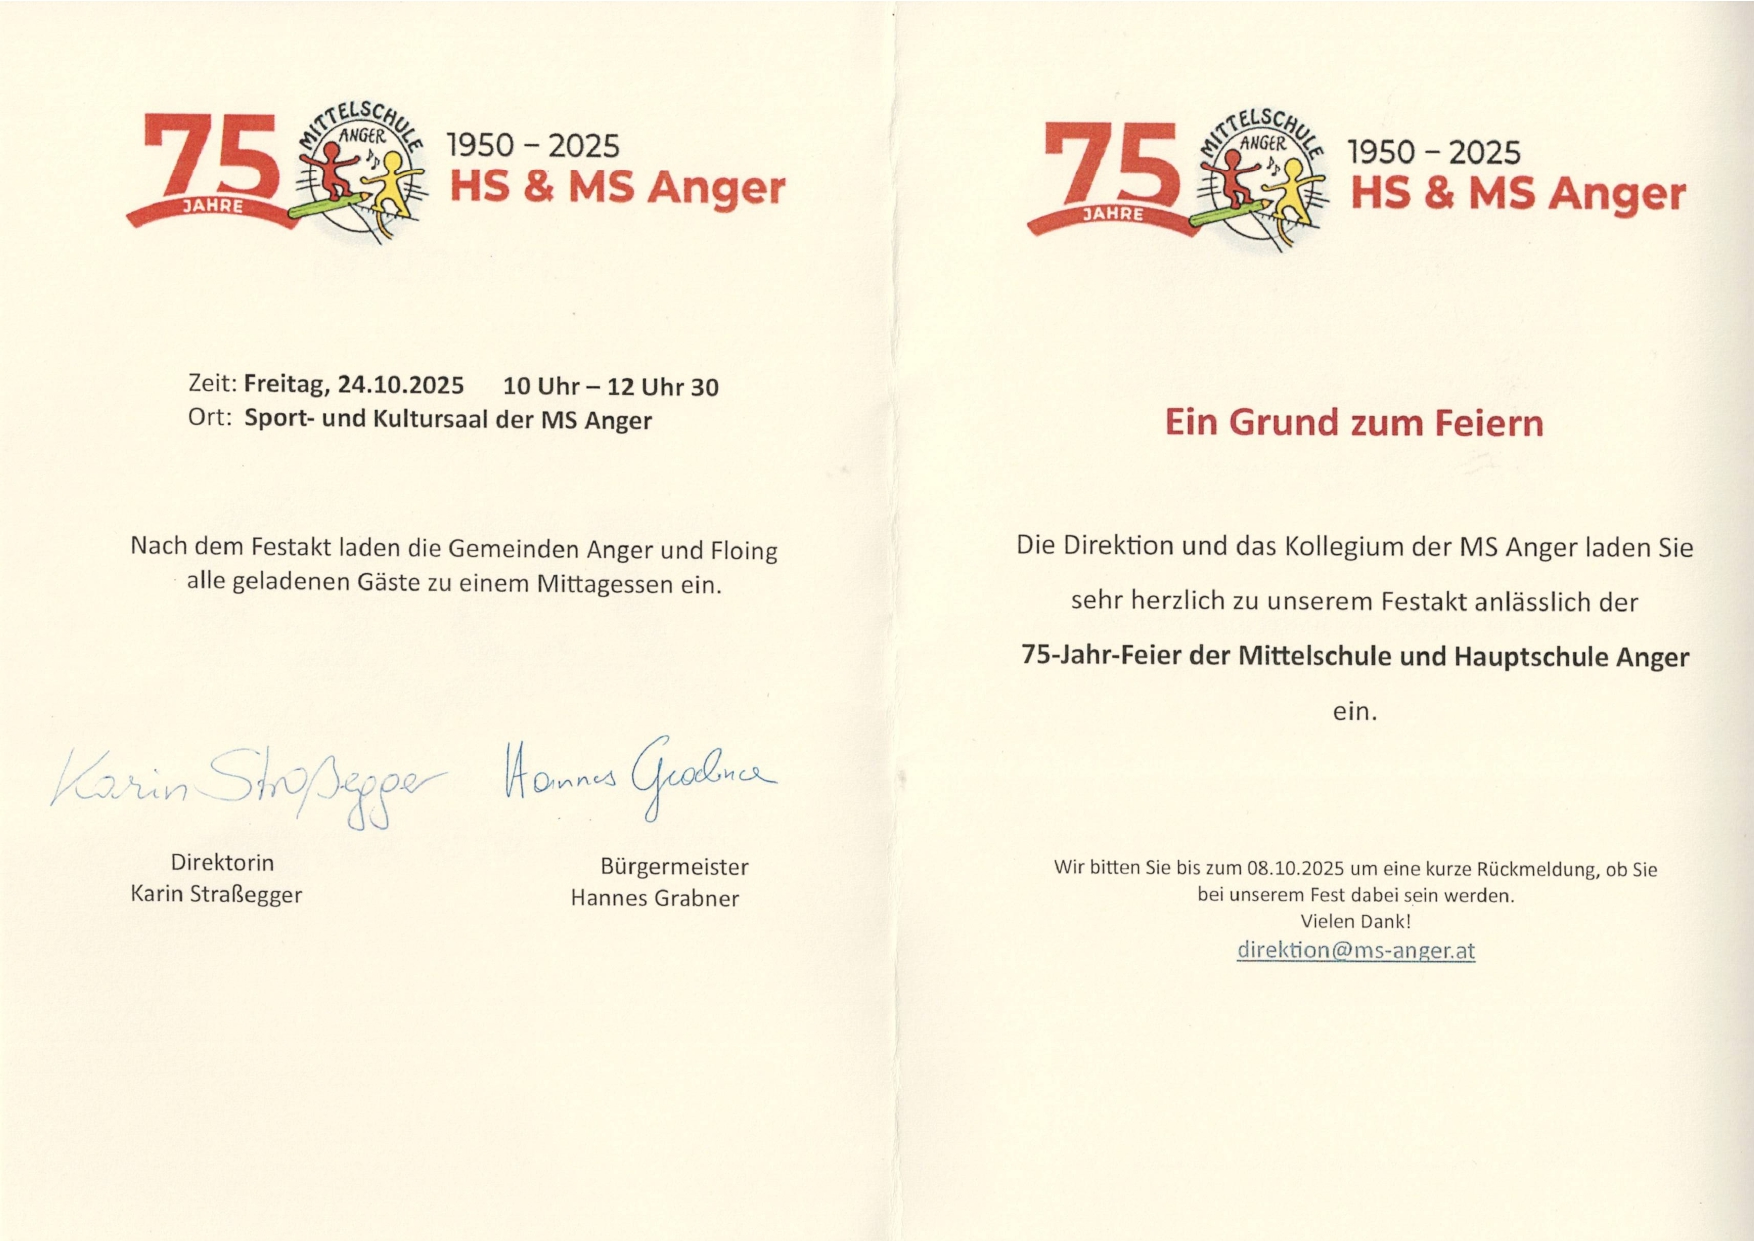 75
JAHRE
MITTELSCHULE
ANGER
1950 – 2025
HS & MS Anger
Zeit: Freitag, 24.10.2025 10 Uhr – 12 Uhr 30
Ort: Sport- und Kultursaal der MS Anger
Nach dem Festakt laden die Gemeinden Anger und Floing
alle geladenen Gäste zu einem Mittagessen ein.
Karin Straßegger
Hannes Grabner
Direktorin
Karin Straßegger
Bürgermeister
Hannes Grabner
75
JAHRE
MITTELSCHULE
ANGER
1950 – 2025
HS & MS Anger
Ein Grund zum Feiern
Die Direktion und das Kollegium der MS Anger laden Sie
sehr herzlich zu unserem Festakt anlässlich der
75-Jahr-Feier der Mittelschule und Hauptschule Anger
ein.
Wir bitten Sie bis zum 08.10.2025 um eine kurze Rückmeldung, ob Sie
bei unserem Fest dabei sein werden.
Vielen Dank!
direktion@ms-anger.at